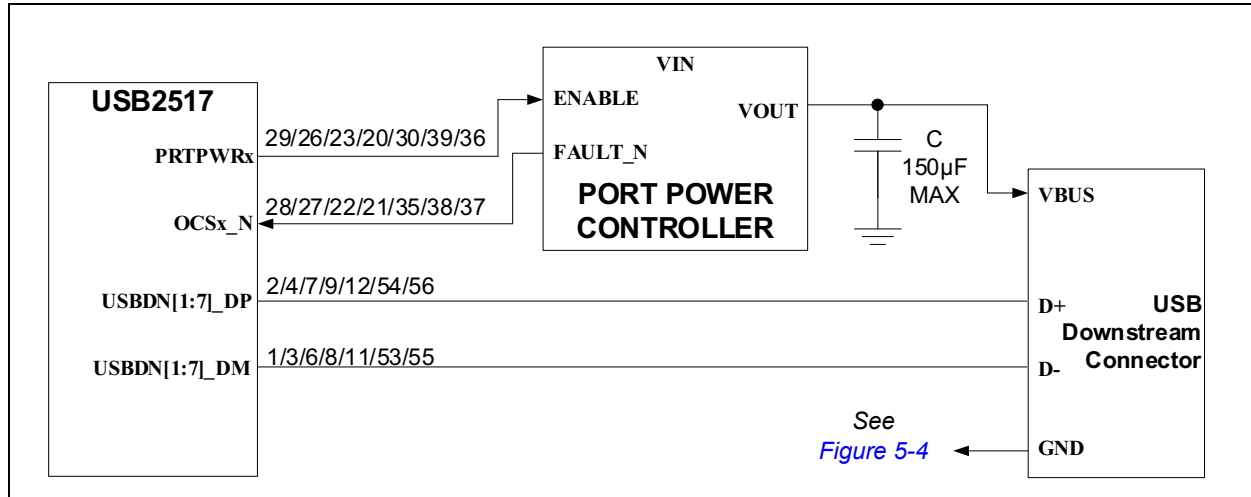 USB2517
PRTPWRx
OCSx_N
USBDN[1:7]_DP
USBDN[1:7]_DM
29/26/23/20/30/39/36
28/27/22/21/35/38/37
2/4/7/9/12/54/56
1/3/6/8/11/53/55
VIN
ENABLE
VOUT
FAULT_N
PORT POWER
CONTROLLER
C
150µF
MAX
VBUS
D+
USB
Downstream
Connector
D-
GND
See
Figure 5-4